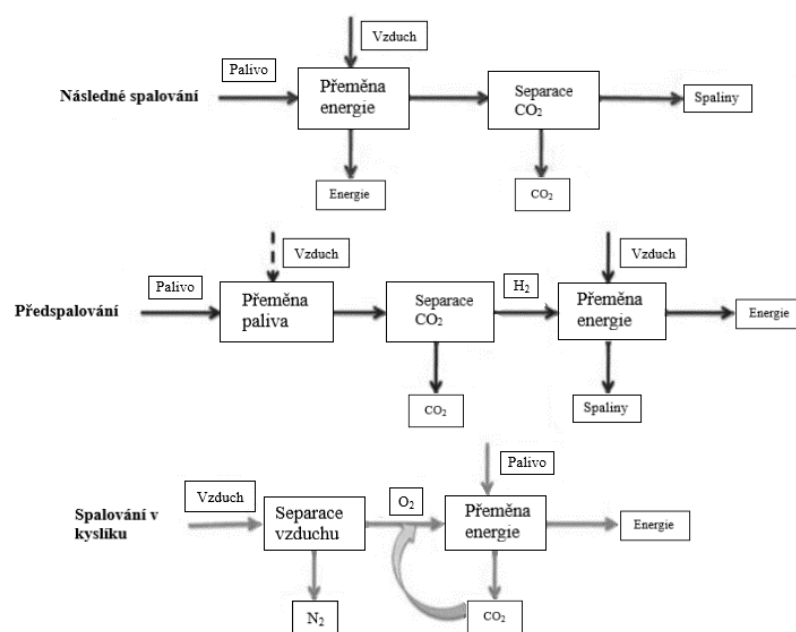 Vzduch
Palivo
Následné spalování
Přeměna
energie
Separace
CO₂
Spaliny
Energie
CO₂
Vzduch
Vzduch
Palivo
H₂
Předspalování
Přeměna
paliva
Separace
CO₂
Přeměna
energie
Energie
CO₂
Spaliny
Palivo
Vzduch
O₂
Spalování v
kyslíku
Separace
vzduchu
Přeměna
energie
Energie
N₂
CO₂